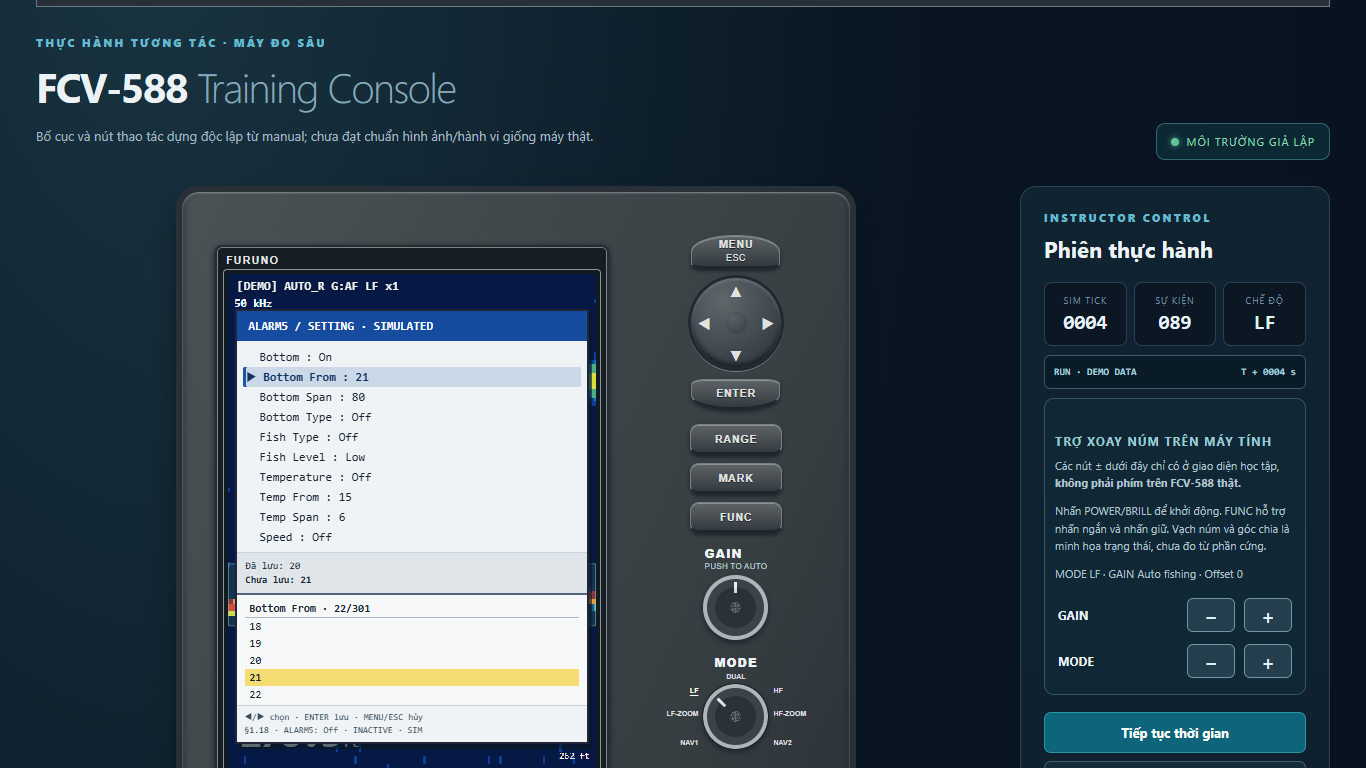 THỰC HÀNH TƯƠNG TÁC · MÁY ĐO SÂU
FCV-588 Training Console
Bố cục và nút thao tác dựng độc lập từ manual; chưa đạt chuẩn hình ảnh/hành vi giống máy thật.
MÔI TRƯỜNG GIẢ LẬP
FURUNO
[DEMO] AUTO_R G:AF LF x1
50 kHz
ALARM5 / SETTING · SIMULATED
Bottom : On
▶ Bottom From : 21
Bottom Span : 80
Bottom Type : Off
Fish Type : Off
Fish Level : Low
Temperature : Off
Temp From : 15
Temp Span : 6
Speed : Off
Đã lưu: 20
Chưa lưu: 21
Bottom From · 22/301
18
19
20
21
22
◀/▶ chọn · ENTER lưu · MENU/ESC hủy
§1.18 · ALARM5: Off · INACTIVE · SIM
262 ft
MENU
ESC
▲
◀ ▶
▼
ENTER
RANGE
MARK
FUNC
GAIN
PUSH TO AUTO
MODE
DUAL
LF HF
LF-ZOOM HF-ZOOM
NAV1 NAV2
INSTRUCTOR CONTROL
Phiên thực hành
SIM TICK
0004
SỰ KIỆN
089
CHẾ ĐỘ
LF
RUN · DEMO DATA T + 0004 s
TRỢ XOAY NÚM TRÊN MÁY TÍNH
Các nút ± dưới đây chỉ có ở giao diện học tập,
không phải phím trên FCV-588 thật.
Nhấn POWER/BRILL để khởi động. FUNC hỗ trợ
nhấn ngắn và nhấn giữ. Vạch núm và góc chia là
minh họa trạng thái, chưa đo từ phần cứng.
MODE LF · GAIN Auto fishing · Offset 0
GAIN − +
MODE − +
Tiếp tục thời gian